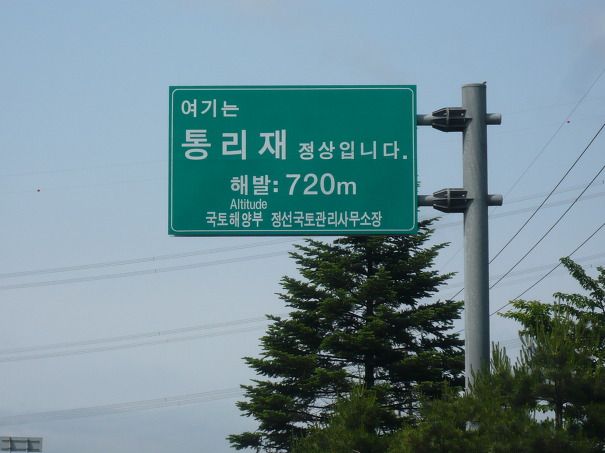 여기는
통리재 정상입니다.
해발: 720m
Altitude
국토해양부 정선국토관리사무소장